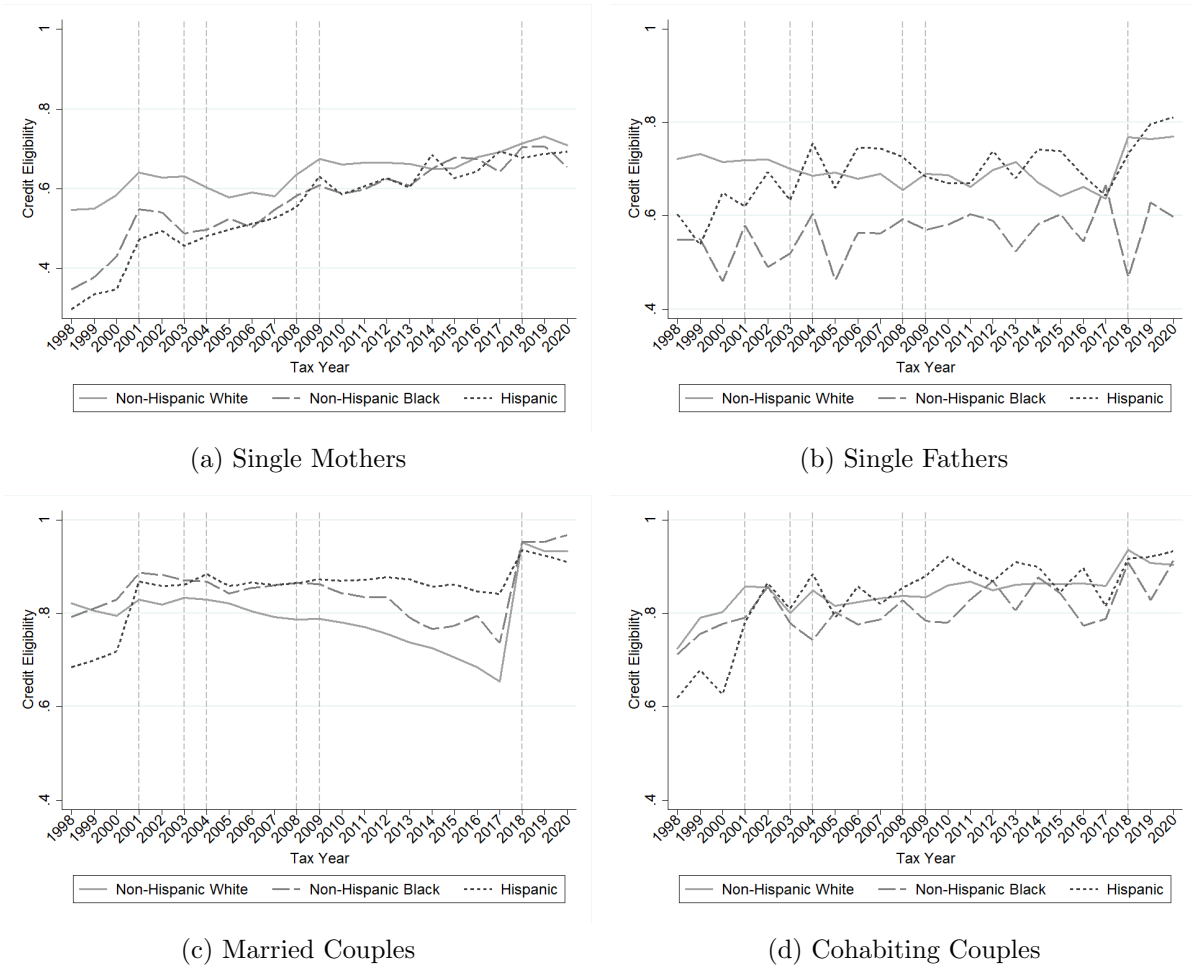 1
.8
.6
.4
Credit Eligibility
1998 1999 2000 2001 2002 2003 2004 2005 2006 2007 2008 2009 2010 2011 2012 2013 2014 2015 2016 2017 2018 2019 2020
Tax Year
Non-Hispanic White Non-Hispanic Black Hispanic
(a) Single Mothers
1
.8
.6
.4
Credit Eligibility
1998 1999 2000 2001 2002 2003 2004 2005 2006 2007 2008 2009 2010 2011 2012 2013 2014 2015 2016 2017 2018 2019 2020
Tax Year
Non-Hispanic White Non-Hispanic Black Hispanic
(b) Single Fathers
1
.8
.6
.4
Credit Eligibility
1998 1999 2000 2001 2002 2003 2004 2005 2006 2007 2008 2009 2010 2011 2012 2013 2014 2015 2016 2017 2018 2019 2020
Tax Year
Non-Hispanic White Non-Hispanic Black Hispanic
(c) Married Couples
1
.8
.6
.4
Credit Eligibility
1998 1999 2000 2001 2002 2003 2004 2005 2006 2007 2008 2009 2010 2011 2012 2013 2014 2015 2016 2017 2018 2019 2020
Tax Year
Non-Hispanic White Non-Hispanic Black Hispanic
(d) Cohabiting Couples